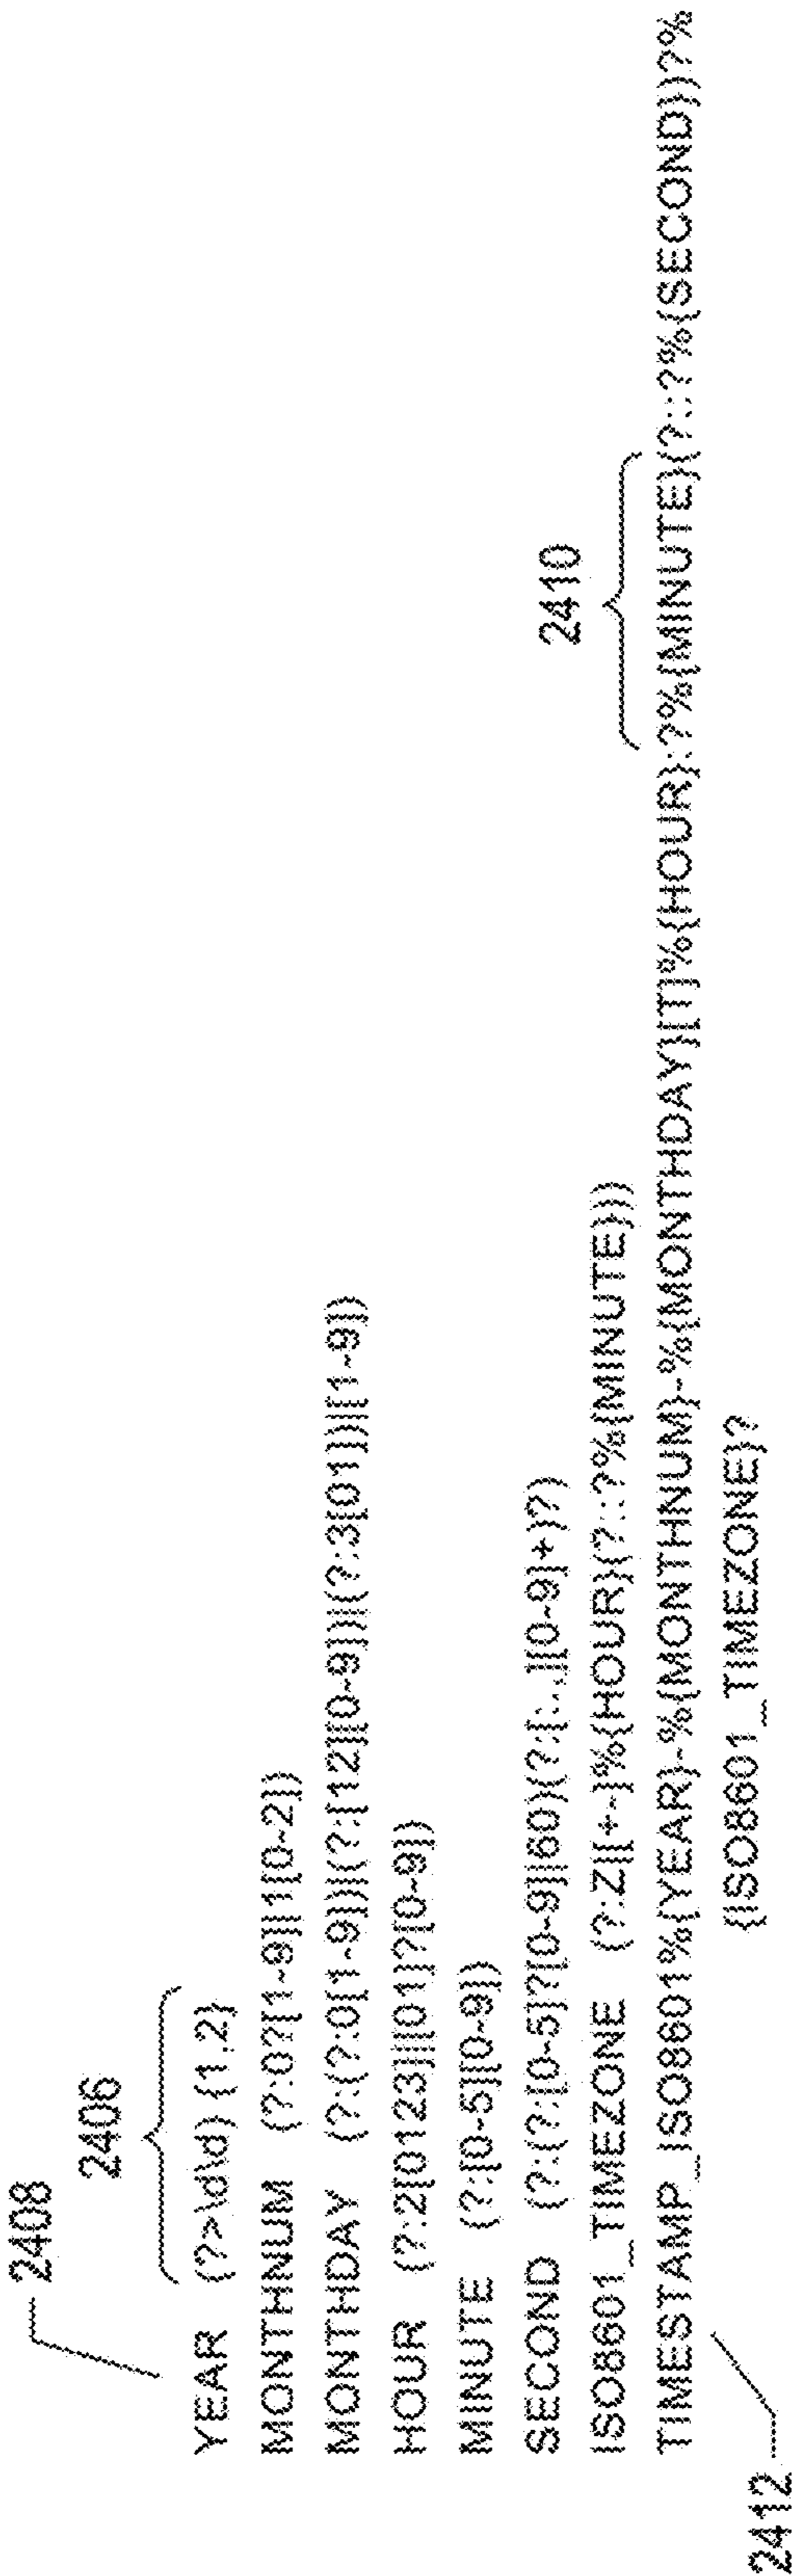 2408
2406
YEAR (?>\d\d){1,2}
MONTHNUM (?:0?[1-9]|1[0-2])
MONTHDAY (?:(?:0[1-9])|(?:[12][0-9])|(?:3[01])|[1-9])
HOUR (?:2[0123]|[01]?[0-9])
MINUTE (?:[0-5][0-9])
SECOND (?:(?:[0-5]?[0-9]|60)(?:[:.,][0-9]+)?)
ISO8601_TIMEZONE (?:Z|[+-]%{HOUR}(?::?%{MINUTE}))
2410
TIMESTAMP_ISO8601%{YEAR}-%{MONTHNUM}-%{MONTHDAY}[T]%{HOUR}:?%{MINUTE}(?::?%{SECOND})?%
{ISO8601_TIMEZONE}?
2412